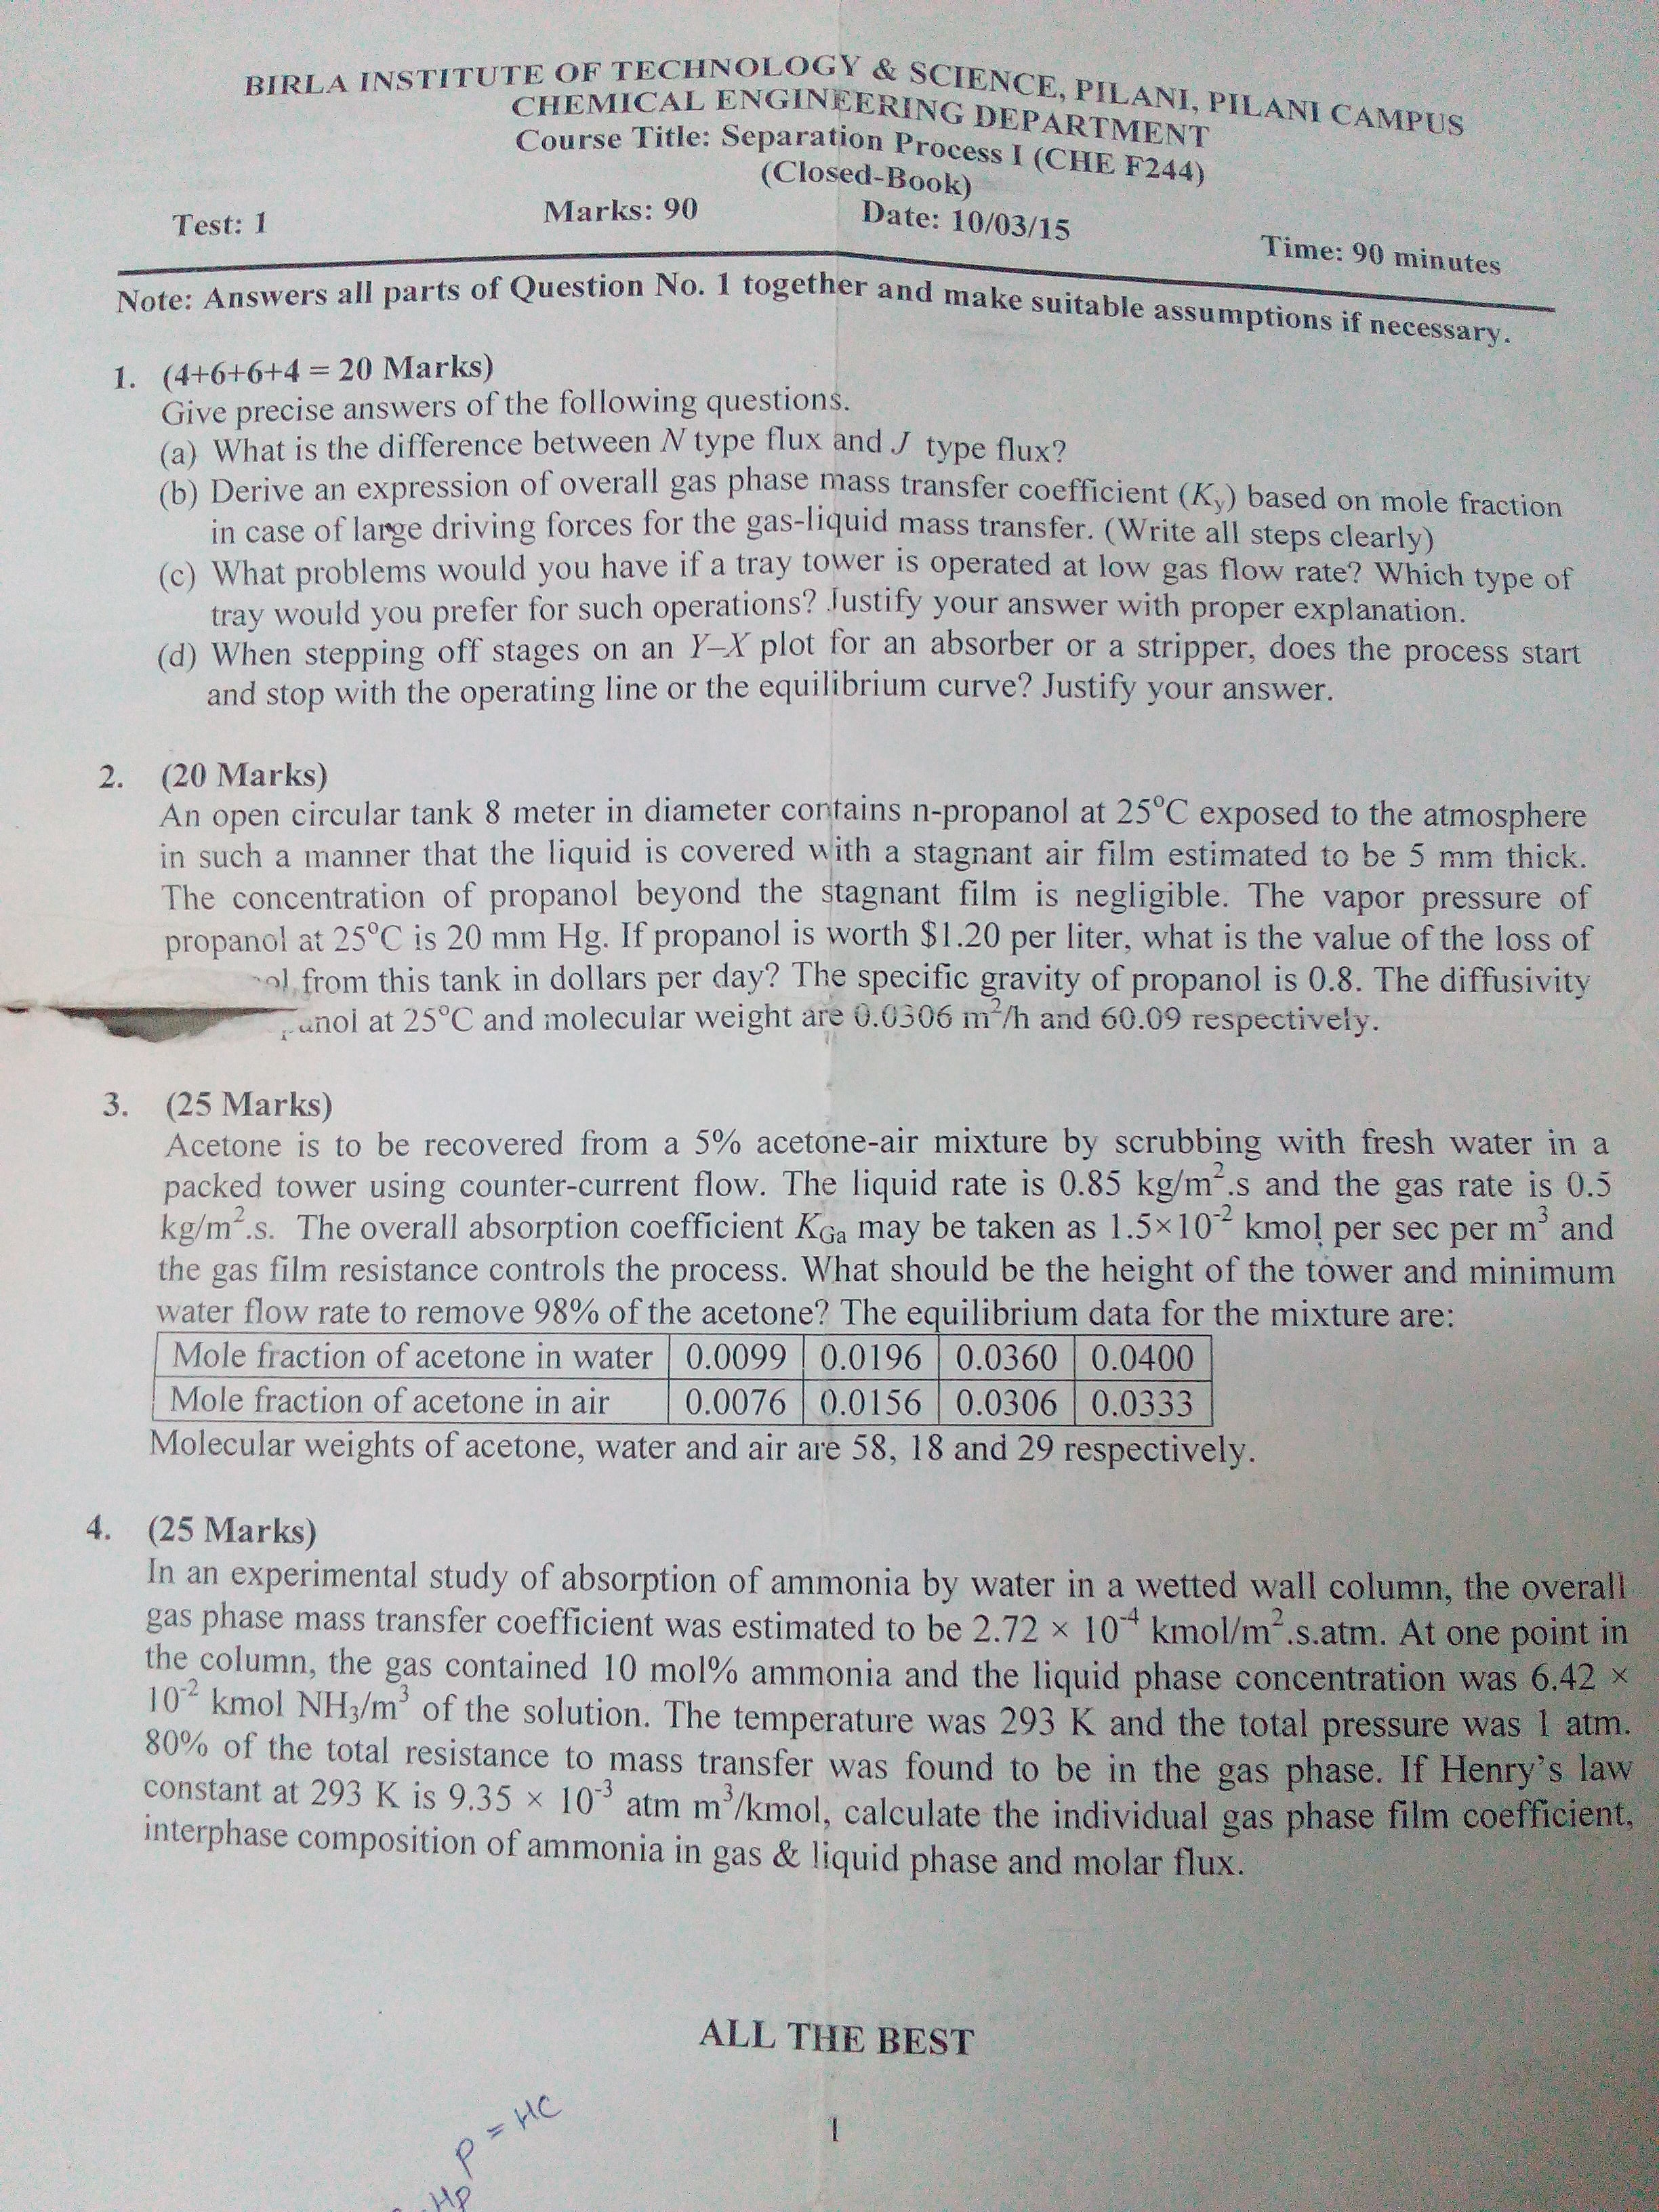 BIRLA INSTITUTE OF TECHNOLOGY & SCIENCE, PILANI, PILANI CAMPUS
CHEMICAL ENGINEERING DEPARTMENT
Course Title: Separation Process I (CHE F244)
(Closed-Book)
Test: 1 Marks: 90 Date: 10/03/15 Time: 90 minutes
Note: Answers all parts of Question No. 1 together and make suitable assumptions if necessary.
1. (4+6+6+4 = 20 Marks)
Give precise answers of the following questions.
(a) What is the difference between N type flux and J type flux?
(b) Derive an expression of overall gas phase mass transfer coefficient (Ky) based on mole fraction
in case of large driving forces for the gas-liquid mass transfer. (Write all steps clearly)
(c) What problems would you have if a tray tower is operated at low gas flow rate? Which type of
tray would you prefer for such operations? Justify your answer with proper explanation.
(d) When stepping off stages on an Y–X plot for an absorber or a stripper, does the process start
and stop with the operating line or the equilibrium curve? Justify your answer.
2. (20 Marks)
An open circular tank 8 meter in diameter contains n-propanol at 25°C exposed to the atmosphere
in such a manner that the liquid is covered with a stagnant air film estimated to be 5 mm thick.
The concentration of propanol beyond the stagnant film is negligible. The vapor pressure of
propanol at 25°C is 20 mm Hg. If propanol is worth $1.20 per liter, what is the value of the loss of
from this tank in dollars per day? The specific gravity of propanol is 0.8. The diffusivity
at 25°C and molecular weight are 0.0306 m²/h and 60.09 respectively.
3. (25 Marks)
Acetone is to be recovered from a 5% acetone-air mixture by scrubbing with fresh water in a
packed tower using counter-current flow. The liquid rate is 0.85 kg/m².s and the gas rate is 0.5
kg/m².s. The overall absorption coefficient KGa may be taken as 1.5×10⁻² kmol per sec per m³ and
the gas film resistance controls the process. What should be the height of the tower and minimum
water flow rate to remove 98% of the acetone? The equilibrium data for the mixture are:
Mole fraction of acetone in water 0.0099 0.0196 0.0360 0.0400
Mole fraction of acetone in air 0.0076 0.0156 0.0306 0.0333
Molecular weights of acetone, water and air are 58, 18 and 29 respectively.
4. (25 Marks)
In an experimental study of absorption of ammonia by water in a wetted wall column, the overall
gas phase mass transfer coefficient was estimated to be 2.72 × 10⁻⁴ kmol/m².s.atm. At one point in
the column, the gas contained 10 mol% ammonia and the liquid phase concentration was 6.42 ×
10⁻² kmol NH₃/m³ of the solution. The temperature was 293 K and the total pressure was 1 atm.
80% of the total resistance to mass transfer was found to be in the gas phase. If Henry's law
constant at 293 K is 9.35 × 10⁻³ atm m³/kmol, calculate the individual gas phase film coefficient,
interphase composition of ammonia in gas & liquid phase and molar flux.
ALL THE BEST
P = HC
1